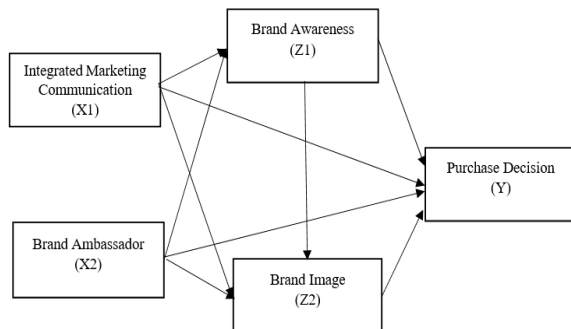 Brand Awareness
(Z1)
Integrated Marketing
Communication
(X1)
Purchase Decision
(Y)
Brand Ambassador
(X2)
Brand Image
(Z2)